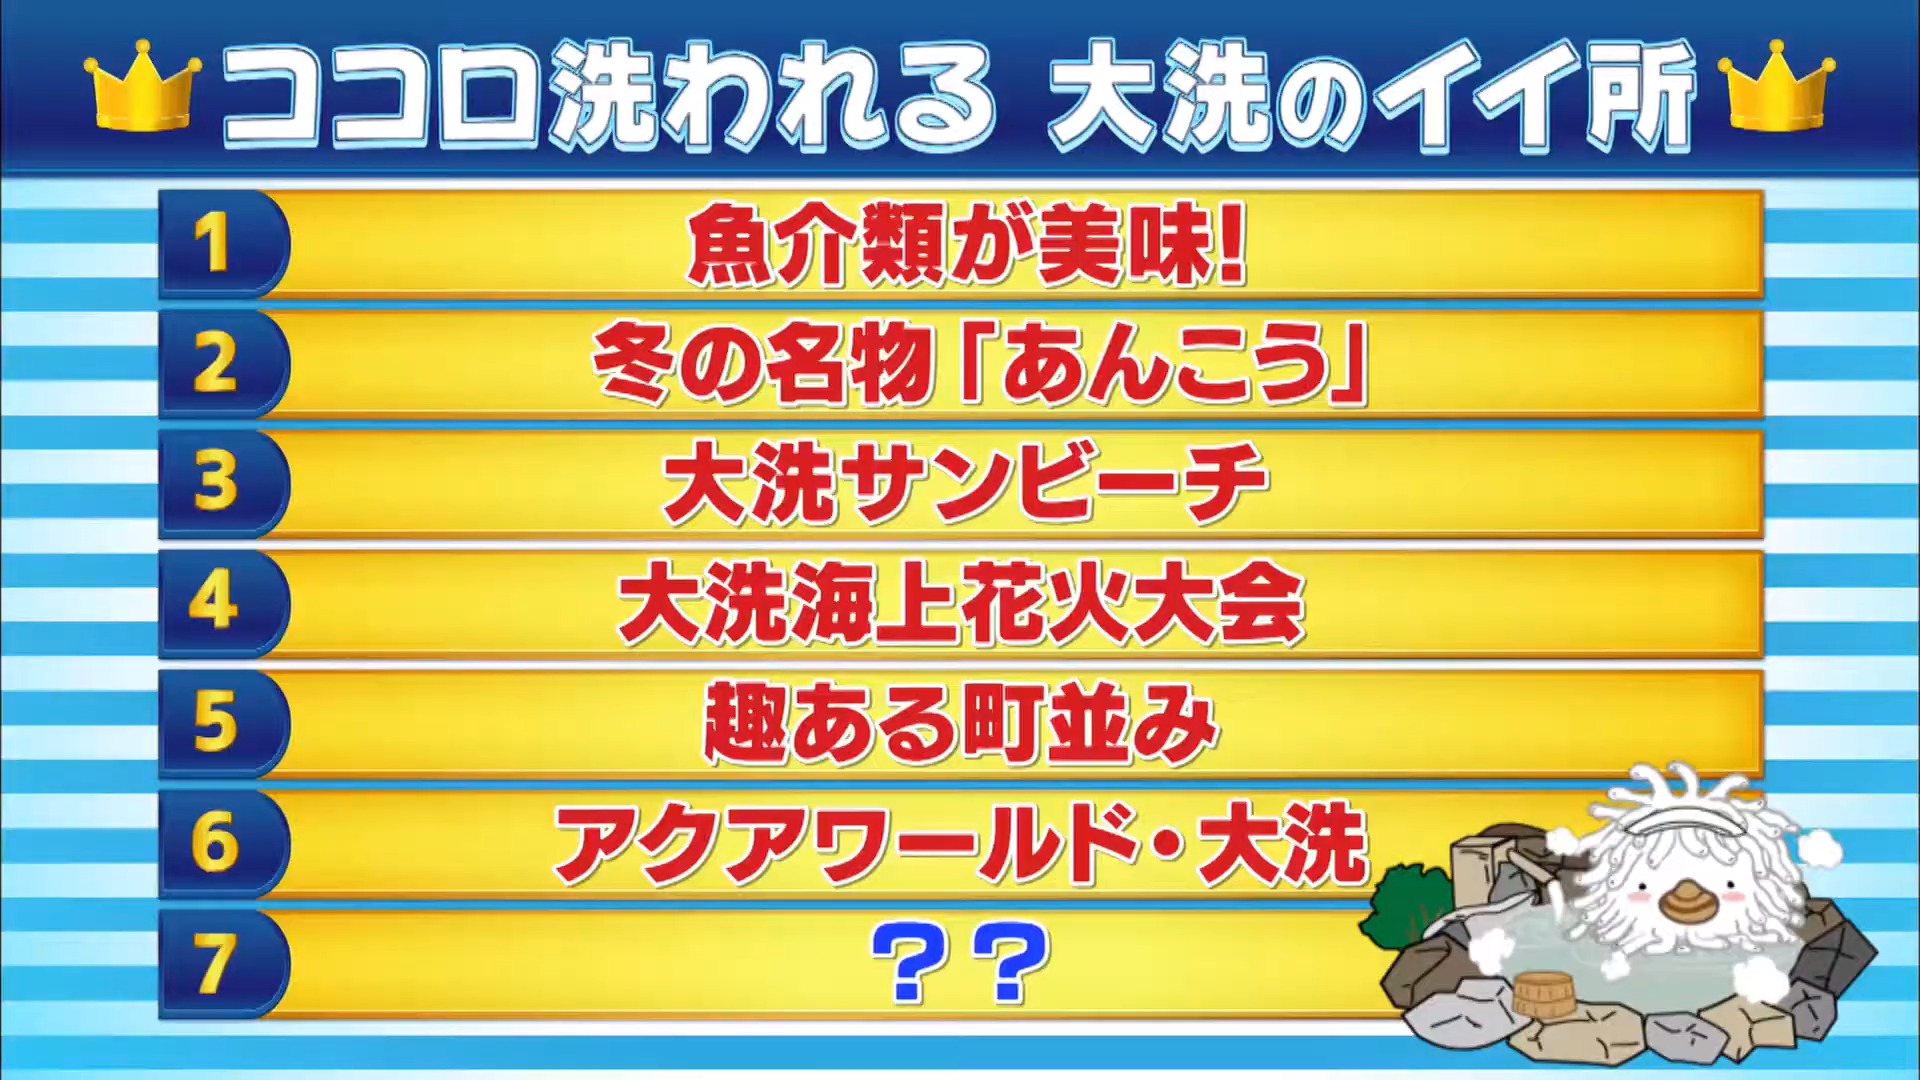 ココロ洗われる 大洗のイイ所
1 魚介類が美味!
2 冬の名物「あんこう」
3 大洗サンビーチ
4 大洗海上花火大会
5 趣ある町並み
6 アクアワールド・大洗
7 ??